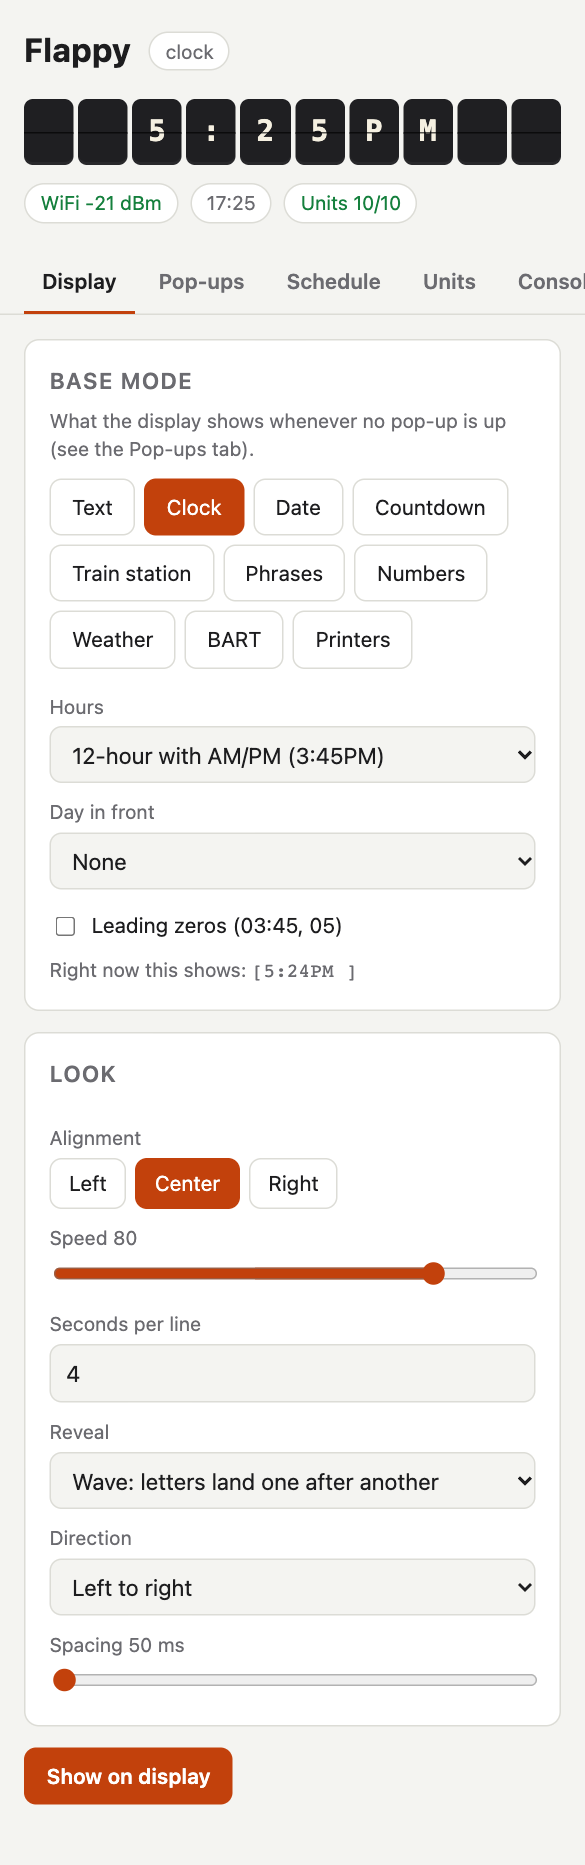 Flappy clock
5 : 2 5 P M
WiFi -21 dBm 17:25 Units 10/10
Display Pop-ups Schedule Units Consol
BASE MODE
What the display shows whenever no pop-up is up
(see the Pop-ups tab).
Text Clock Date Countdown
Train station Phrases Numbers
Weather BART Printers
Hours
12-hour with AM/PM (3:45PM)
Day in front
None
Leading zeros (03:45, 05)
Right now this shows: [5:24PM ]
LOOK
Alignment
Left Center Right
Speed 80
Seconds per line
4
Reveal
Wave: letters land one after another
Direction
Left to right
Spacing 50 ms
Show on display